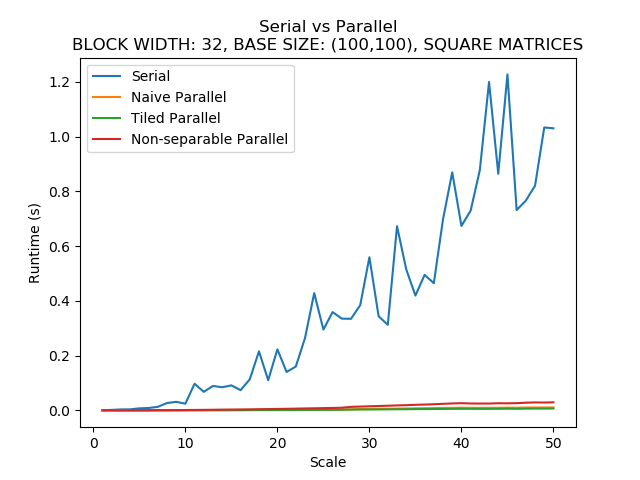 Serial vs Parallel
BLOCK WIDTH: 32, BASE SIZE: (100,100), SQUARE MATRICES
Serial
Naive Parallel
Tiled Parallel
Non-separable Parallel
Runtime (s)
1.2
1.0
0.8
0.6
0.4
0.2
0.0
0
10
20
30
40
50
Scale